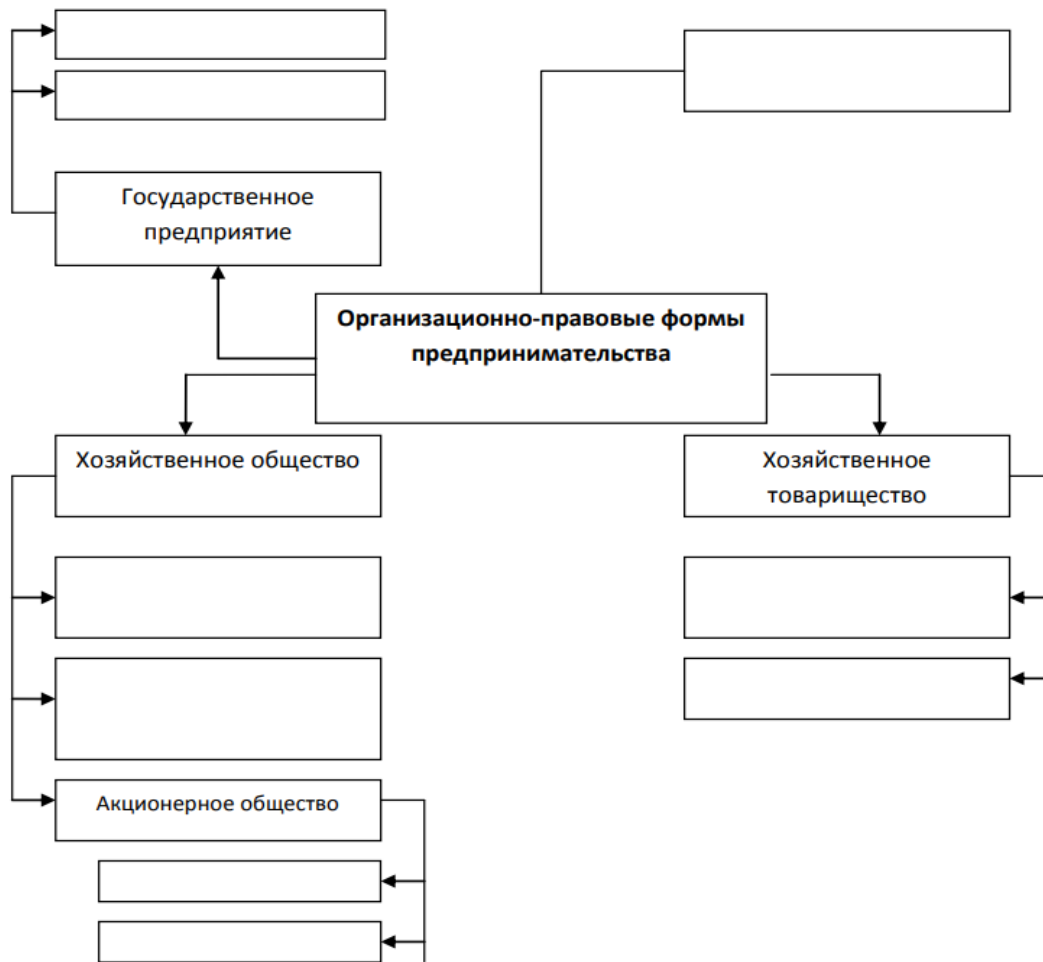 Государственное
предприятие
Организационно-правовые формы
предпринимательства
Хозяйственное общество
Хозяйственное
товарищество
Акционерное общество